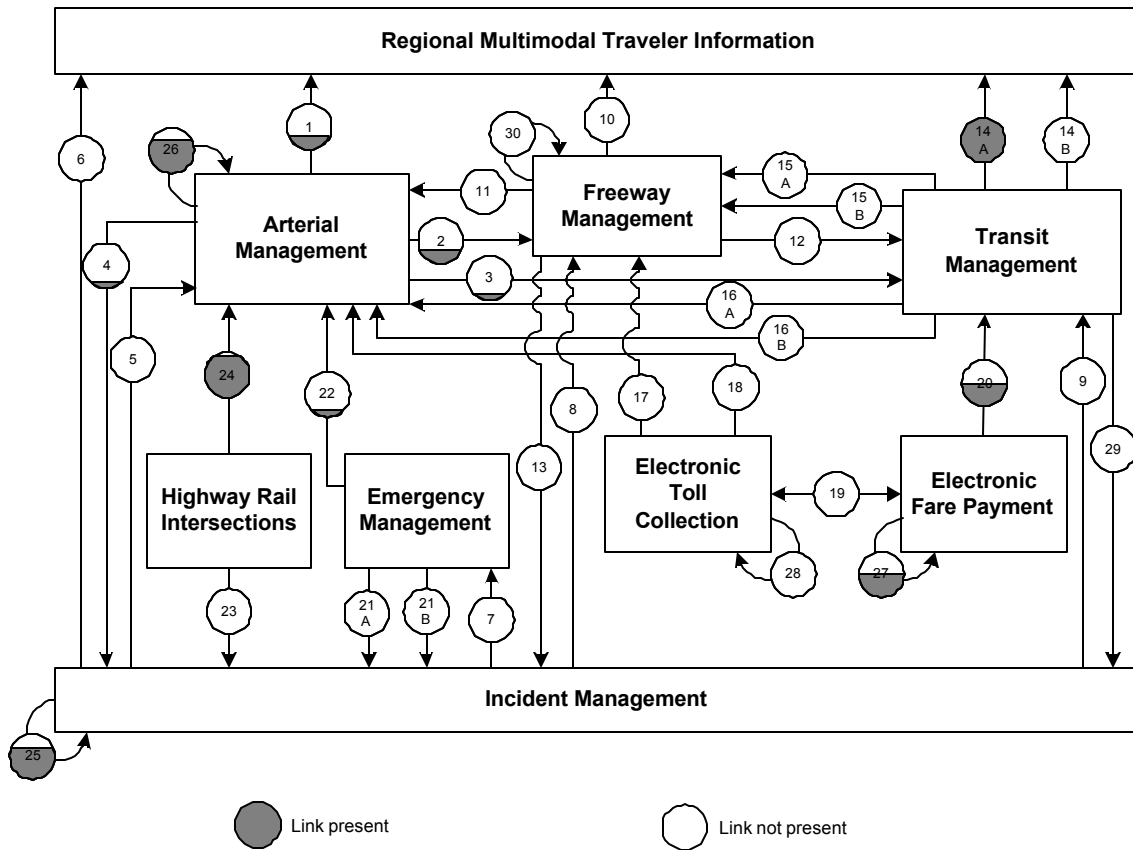 Regional Multimodal Traveler Information
6
26
1
30
10
14
A
14
B
11
15
A
15
B
Arterial
Management
Freeway
Management
Transit
Management
4
2
12
3
16
A
16
B
5
24
22
17
18
8
20
9
13
29
Highway Rail
Intersections
Emergency
Management
Electronic
Toll
Collection
19
Electronic
Fare Payment
28
27
23
21
A
21
B
7
Incident Management
25
Link present
Link not present